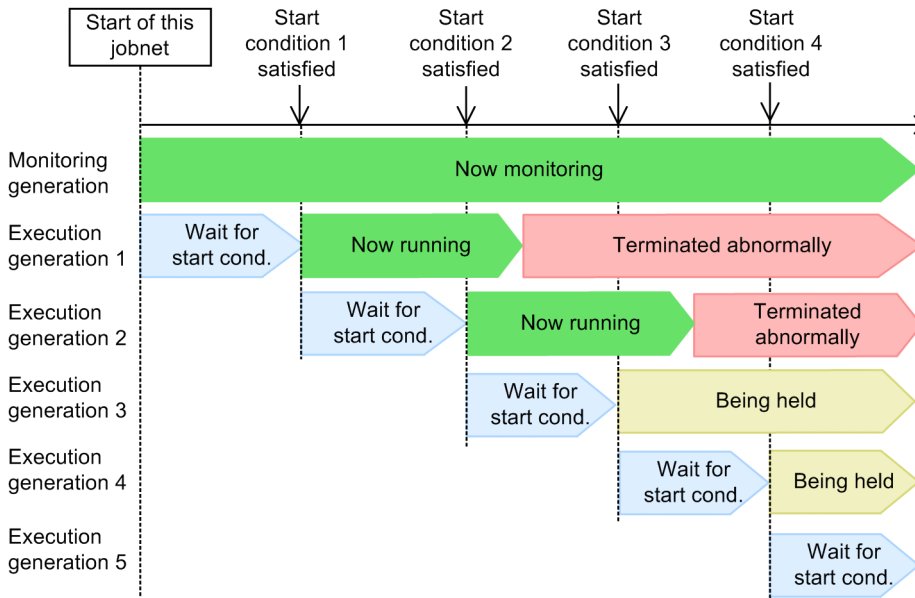 Start of this
jobnet
Start
condition 1
satisfied
Start
condition 2
satisfied
Start
condition 3
satisfied
Start
condition 4
satisfied
Monitoring
generation
Now monitoring
Execution
generation 1
Wait for
start cond.
Now running
Terminated abnormally
Execution
generation 2
Wait for
start cond.
Now running
Terminated
abnormally
Execution
generation 3
Wait for
start cond.
Being held
Execution
generation 4
Wait for
start cond.
Being held
Execution
generation 5
Wait for
start cond.